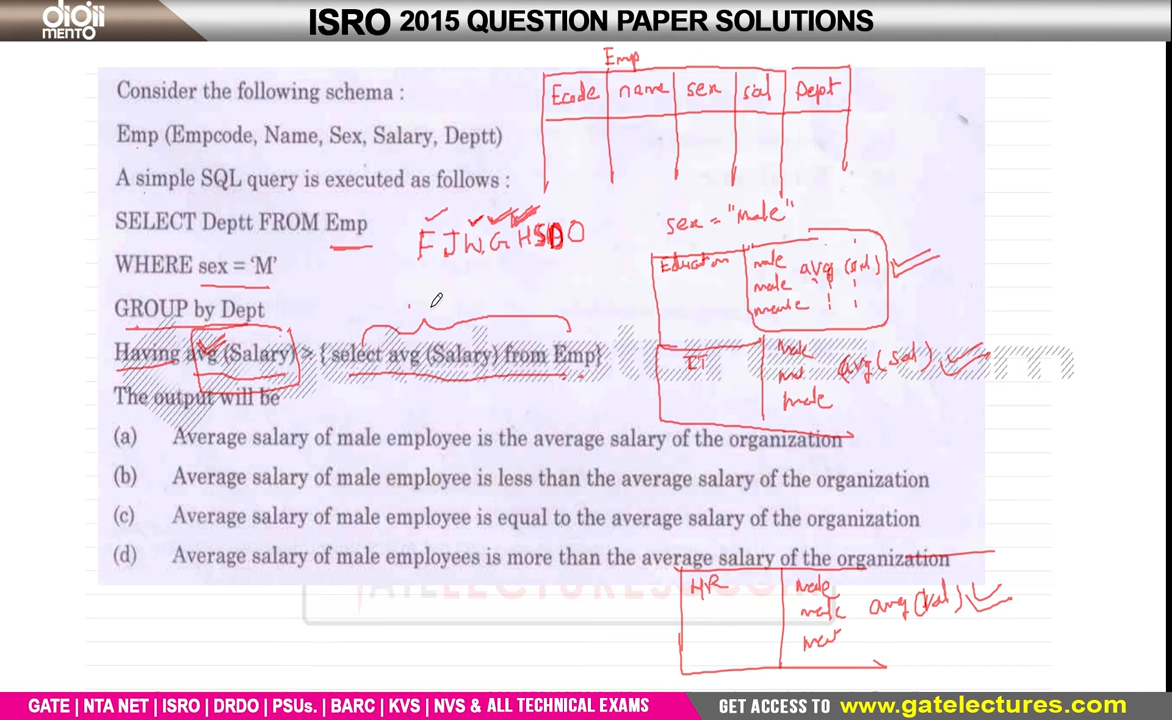 digii
MENTO
ISRO 2015 QUESTION PAPER SOLUTIONS
Consider the following schema :
Emp (Empcode, Name, Sex, Salary, Deptt)
A simple SQL query is executed as follows :
SELECT Deptt FROM Emp
WHERE sex = 'M'
GROUP by Dept
Having avg (Salary) > { select avg (Salary) from Emp}
The output will be
(a) Average salary of male employee is the average salary of the organization
(b) Average salary of male employee is less than the average salary of the organization
(c) Average salary of male employee is equal to the average salary of the organization
(d) Average salary of male employees is more than the average salary of the organization
Emp
Ecode name sex sal Dept
F J W G H S D O
sex = "male"
Education male avg (sal)
male
male
IT male avg (sal)
male
HR male
male avg (sal)
GATE | NTA NET | ISRO | DRDO | PSUs. | BARC | KVS | NVS & ALL TECHNICAL EXAMS
GET ACCESS TO www.gatelectures.com